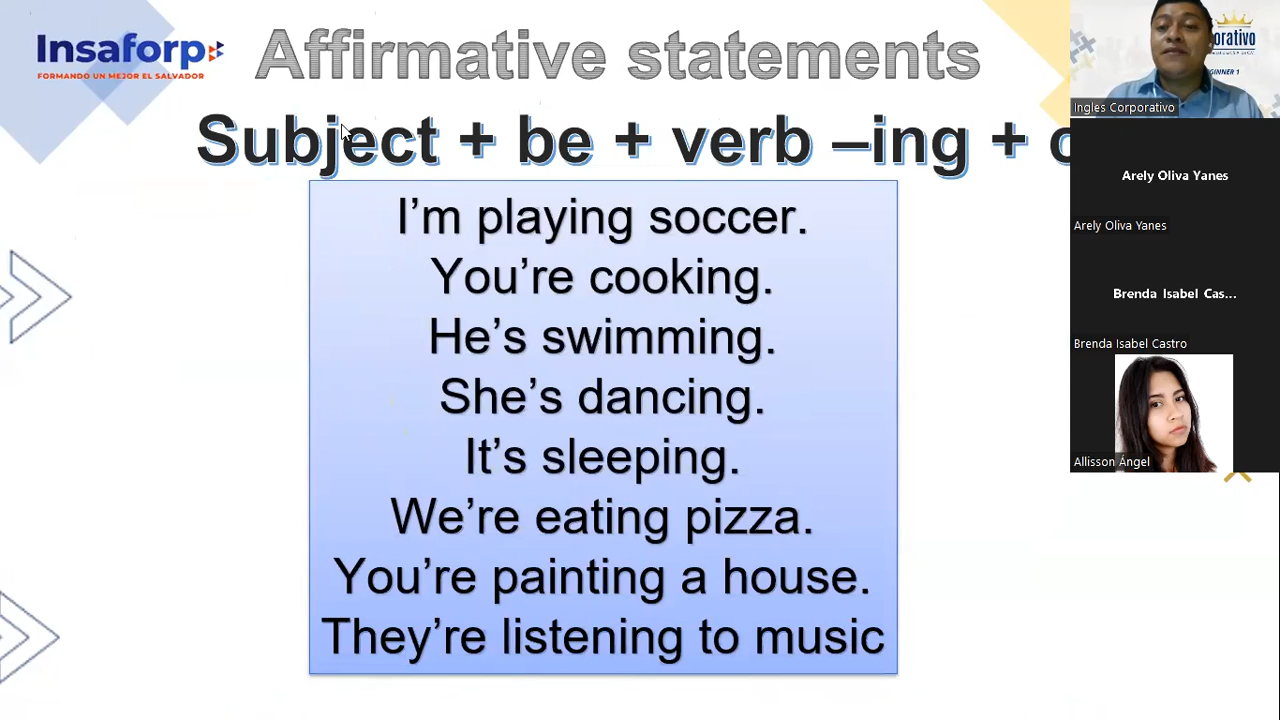 Insaforp
FORMANDO UN MEJOR EL SALVADOR
Affirmative statements
Subject + be + verb –ing +
I'm playing soccer.
You're cooking.
He's swimming.
She's dancing.
It's sleeping.
We're eating pizza.
You're painting a house.
They're listening to music
Ingles Corporativo
Arely Oliva Yanes
Arely Oliva Yanes
Brenda Isabel Cas...
Brenda Isabel Castro
Allisson Ángel